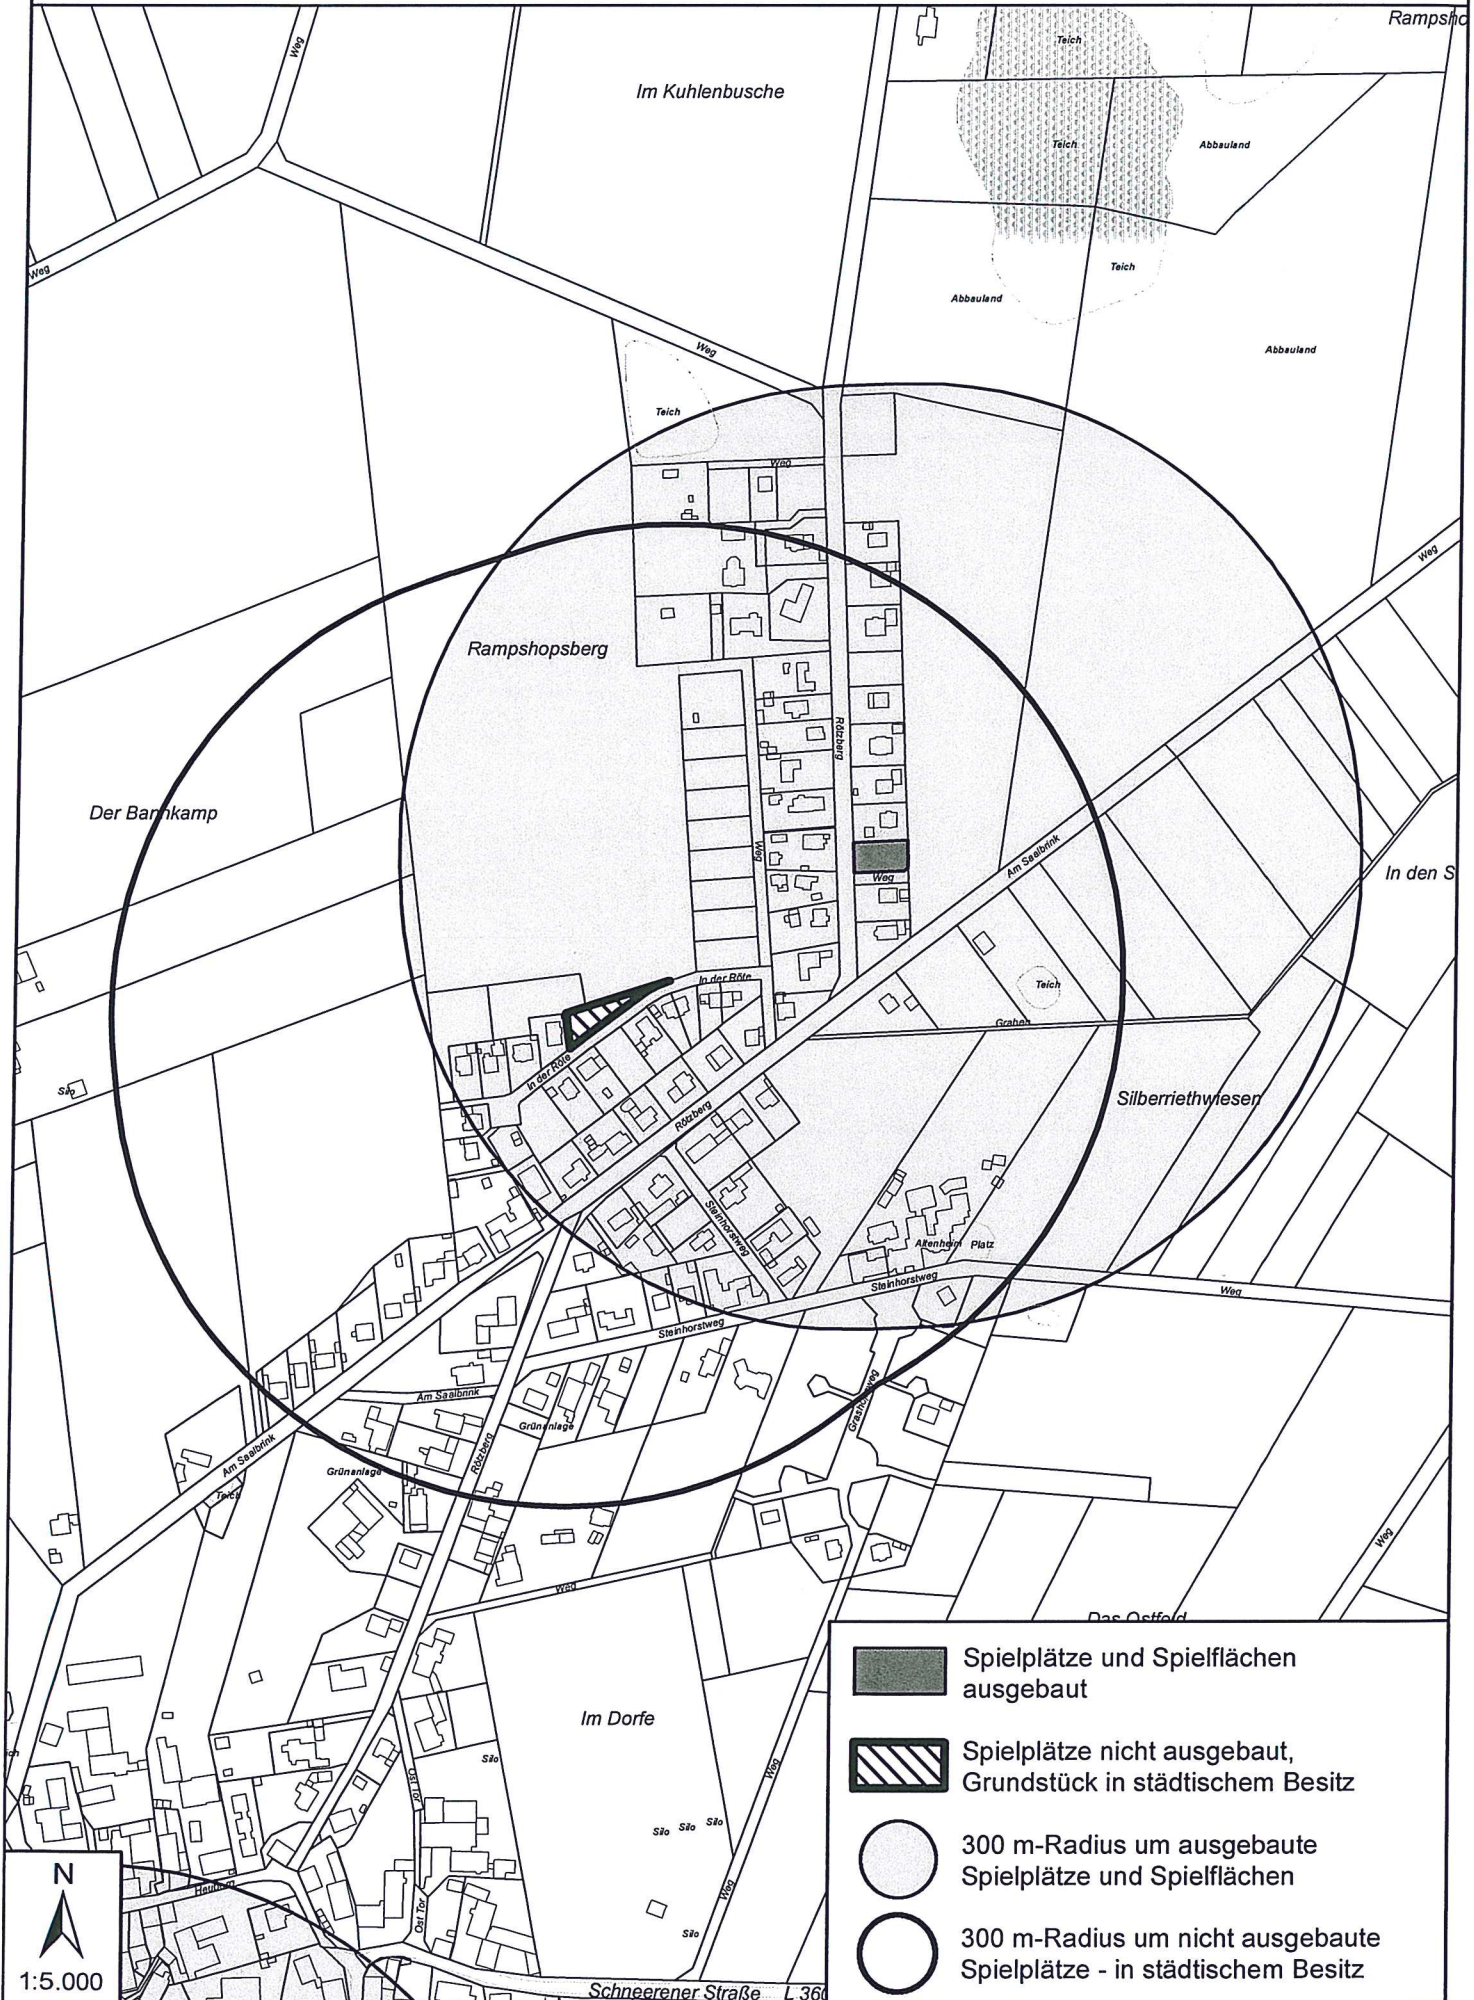 Weg
Im Kuhlenbusche
Teich
Teich
Abbauland
Weg
Teich
Abbauland
Abbauland
Weg
Teich
Weg
Weg
Rampshopsberg
Rötzberg
Der Bannkamp
Weg
Am Saalbrink
Weg
In den S
In der Röte
Teich
Graben
In der Röte
Silo
Silberriethwiesen
Rötzberg
Steinhorstweg
Altenheim Platz
Steinhorstweg
Weg
Steinhorstweg
Am Saalbrink
Grünanlage
Am Saalbrink
Rötzberg
Grünanlage
Teich
Weg
Weg
Das Ostfeld
Im Dorfe
Silo
Ost Tor
Weg
Silo Silo Silo
Weg
Ost Tor
Silo
Schneerener Straße L 360
N
1:5.000
Spielplätze und Spielflächen
ausgebaut
Spielplätze nicht ausgebaut,
Grundstück in städtischem Besitz
300 m-Radius um ausgebaute
Spielplätze und Spielflächen
300 m-Radius um nicht ausgebaute
Spielplätze - in städtischem Besitz